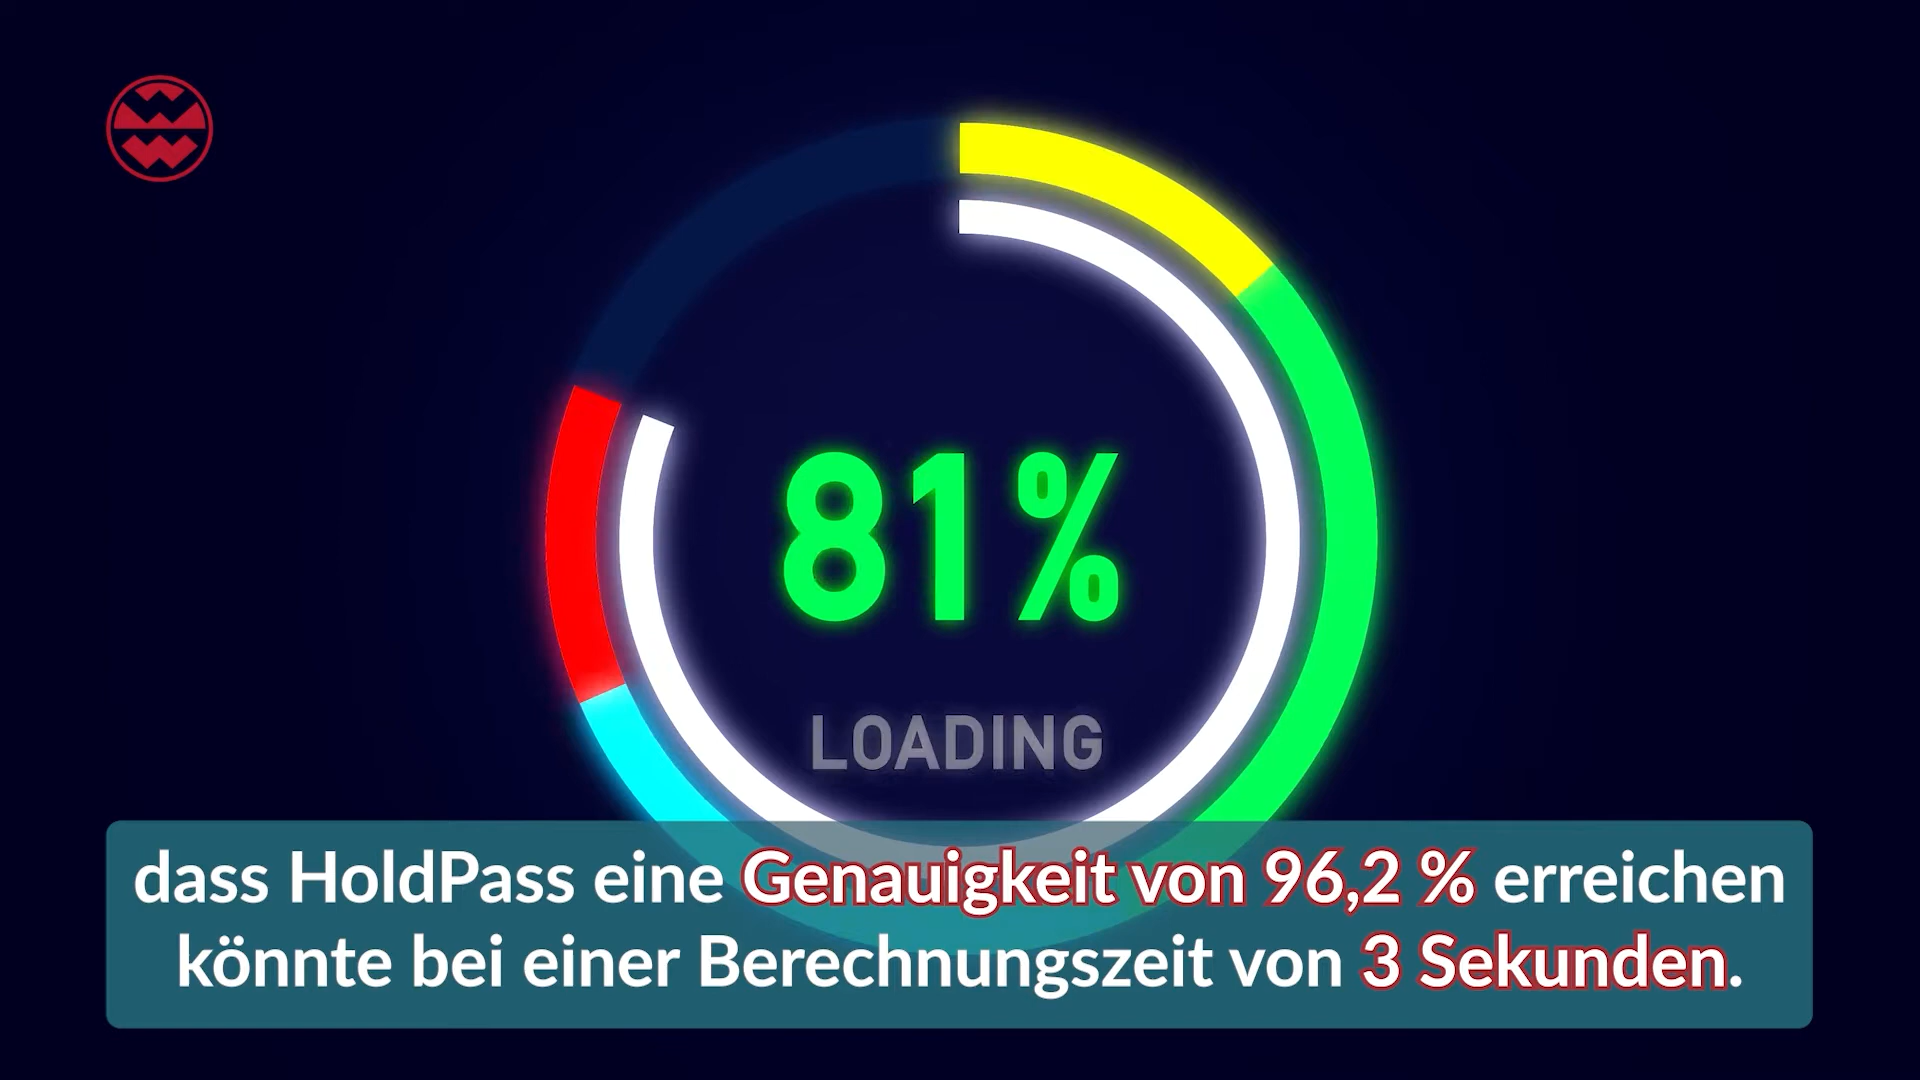 81%
LOADING
dass HoldPass eine Genauigkeit von 96,2 % erreichen
könnte bei einer Berechnungszeit von 3 Sekunden.